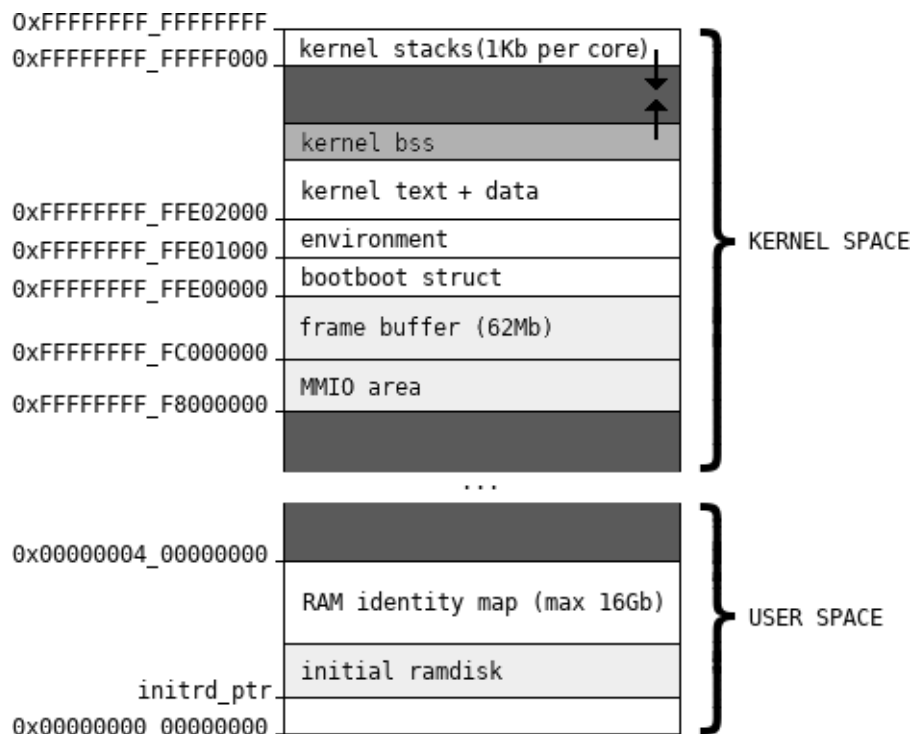 0xFFFFFFFF_FFFFFFFF
kernel stacks(1Kb per core)
0xFFFFFFFF_FFFFF000
kernel bss
kernel text + data
0xFFFFFFFF_FFE02000
environment
0xFFFFFFFF_FFE01000
KERNEL SPACE
bootboot struct
0xFFFFFFFF_FFE00000
frame buffer (62Mb)
0xFFFFFFFF_FC000000
MMIO area
0xFFFFFFFF_F8000000
...
0x00000004_00000000
RAM identity map (max 16Gb)
USER SPACE
initial ramdisk
initrd_ptr
0x00000000_00000000